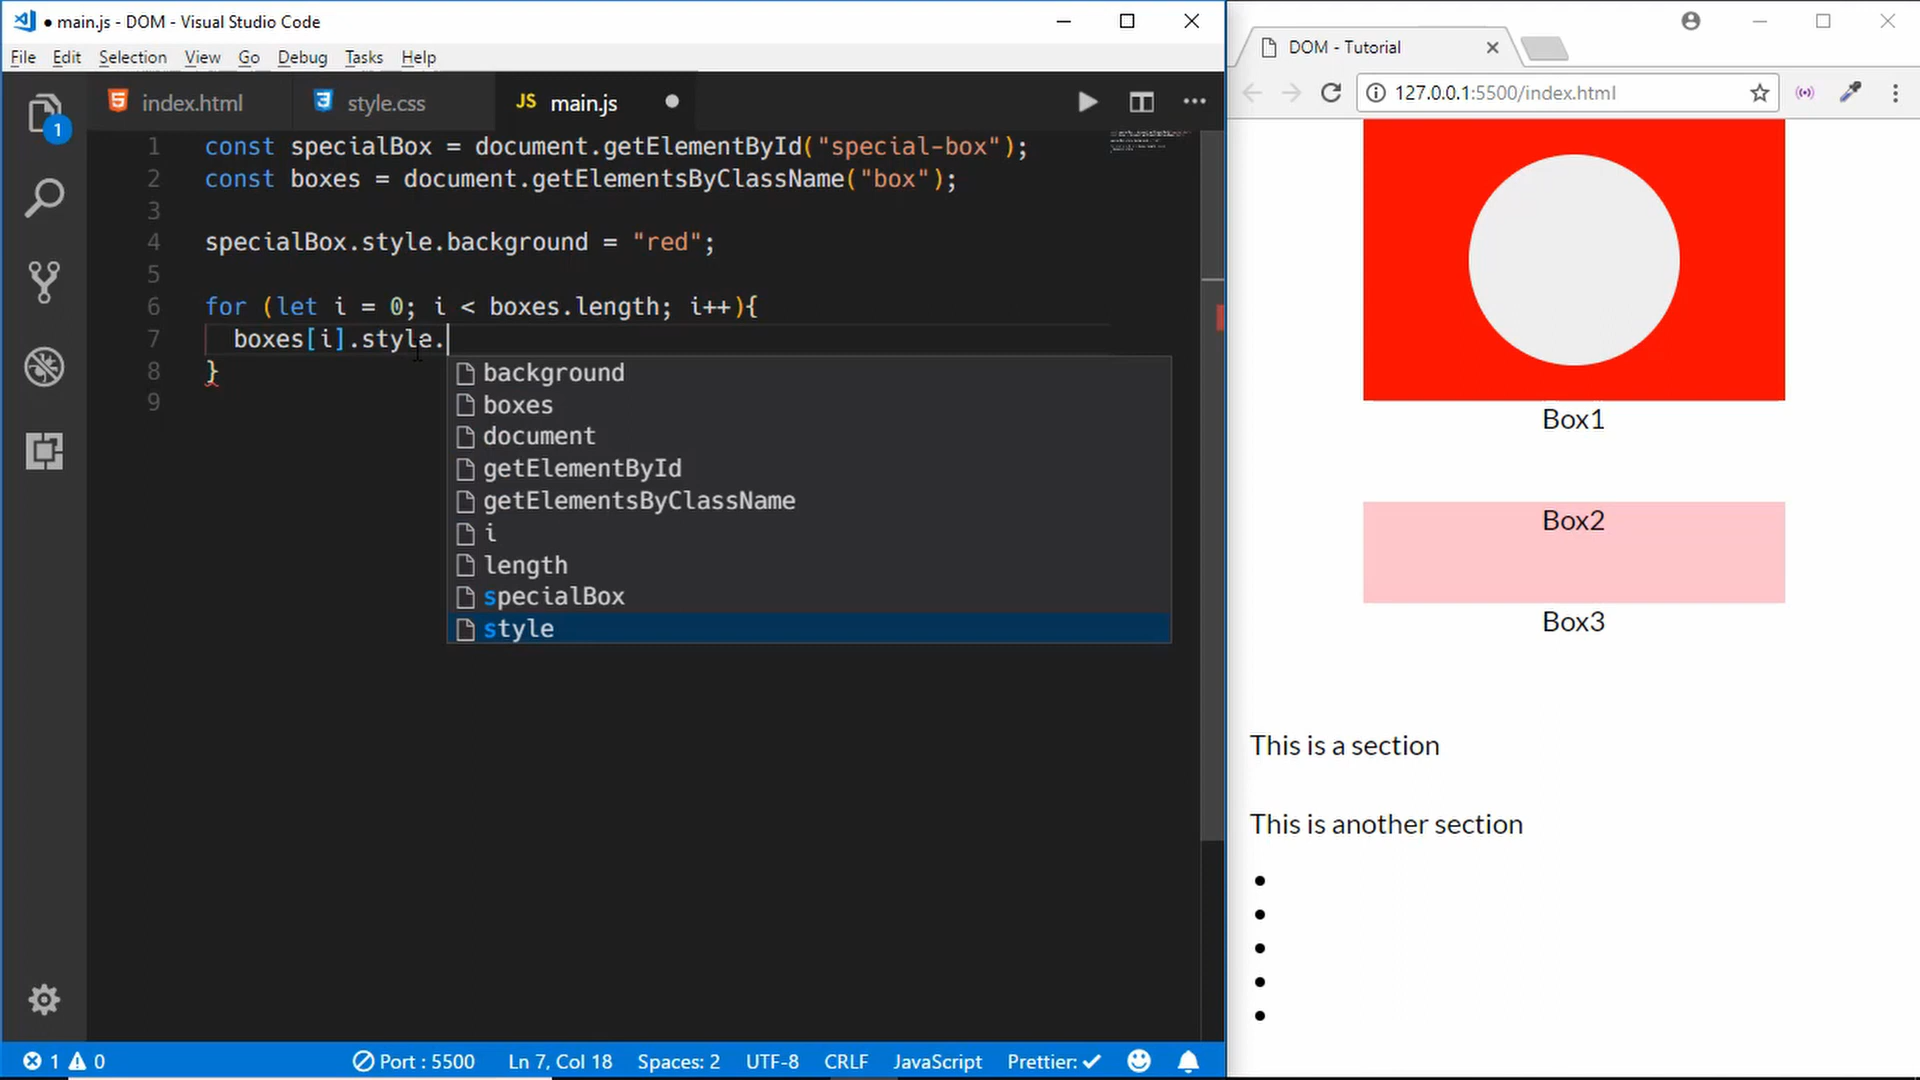 ● main.js - DOM - Visual Studio Code
File Edit Selection View Go Debug Tasks Help
index.html style.css JS main.js
1
1 const specialBox = document.getElementById("special-box");
2 const boxes = document.getElementsByClassName("box");
3
4 specialBox.style.background = "red";
5
6 for (let i = 0; i < boxes.length; i++){
7 boxes[i].style.
8 }
9
background
boxes
document
getElementById
getElementsByClassName
i
length
specialBox
style
1 0 Port : 5500 Ln 7, Col 18 Spaces: 2 UTF-8 CRLF JavaScript Prettier: ✓
DOM - Tutorial
127.0.0.1:5500/index.html
Box1
Box2
Box3
This is a section
This is another section